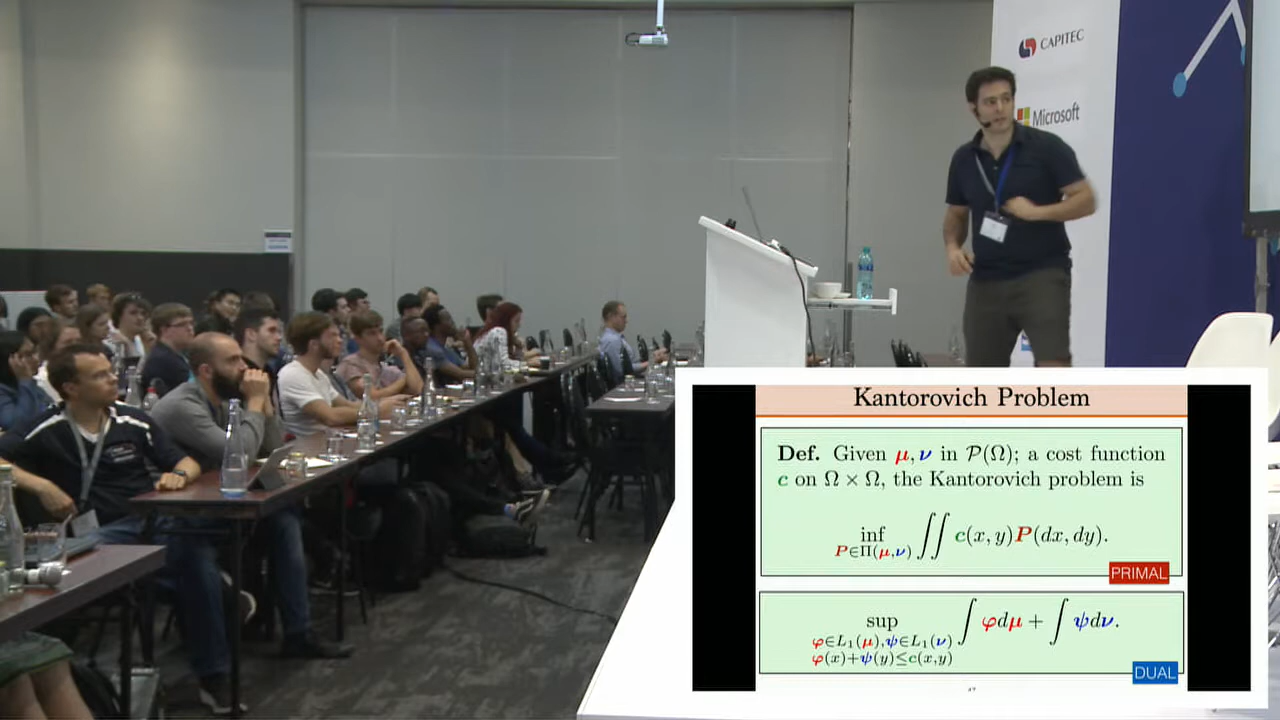 CAPITEC
Microsoft
Kantorovich Problem
Def. Given μ, ν in 𝒫(Ω); a cost function
c on Ω × Ω, the Kantorovich problem is
inf ∬ c(x, y)P(dx, dy).
P∈Π(μ,ν)
PRIMAL
sup ∫ φdμ + ∫ ψdν.
φ∈L₁(μ),ψ∈L₁(ν)
φ(x)+ψ(y)≤c(x,y)
DUAL